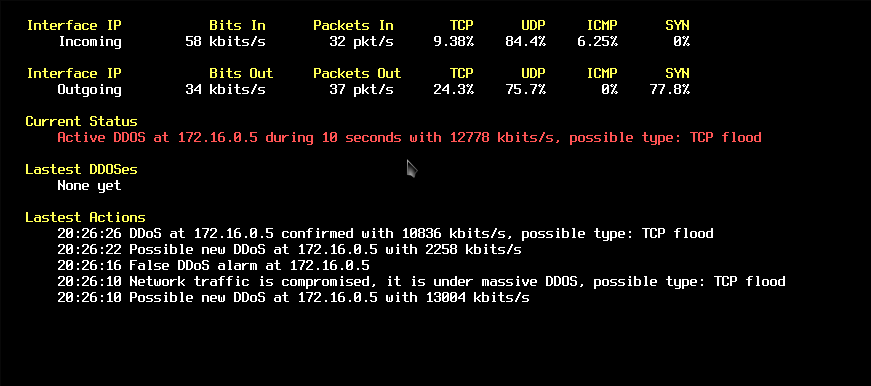 Interface IP Bits In Packets In TCP UDP ICMP SYN
Incoming 58 kbits/s 32 pkt/s 9.38% 84.4% 6.25% 0%
Interface IP Bits Out Packets Out TCP UDP ICMP SYN
Outgoing 34 kbits/s 37 pkt/s 24.3% 75.7% 0% 77.8%
Current Status
Active DDOS at 172.16.0.5 during 10 seconds with 12778 kbits/s, possible type: TCP flood
Lastest DDOSes
None yet
Lastest Actions
20:26:26 DDoS at 172.16.0.5 confirmed with 10836 kbits/s, possible type: TCP flood
20:26:22 Possible new DDoS at 172.16.0.5 with 2258 kbits/s
20:26:16 False DDoS alarm at 172.16.0.5
20:26:10 Network traffic is compromised, it is under massive DDOS, possible type: TCP flood
20:26:10 Possible new DDoS at 172.16.0.5 with 13004 kbits/s